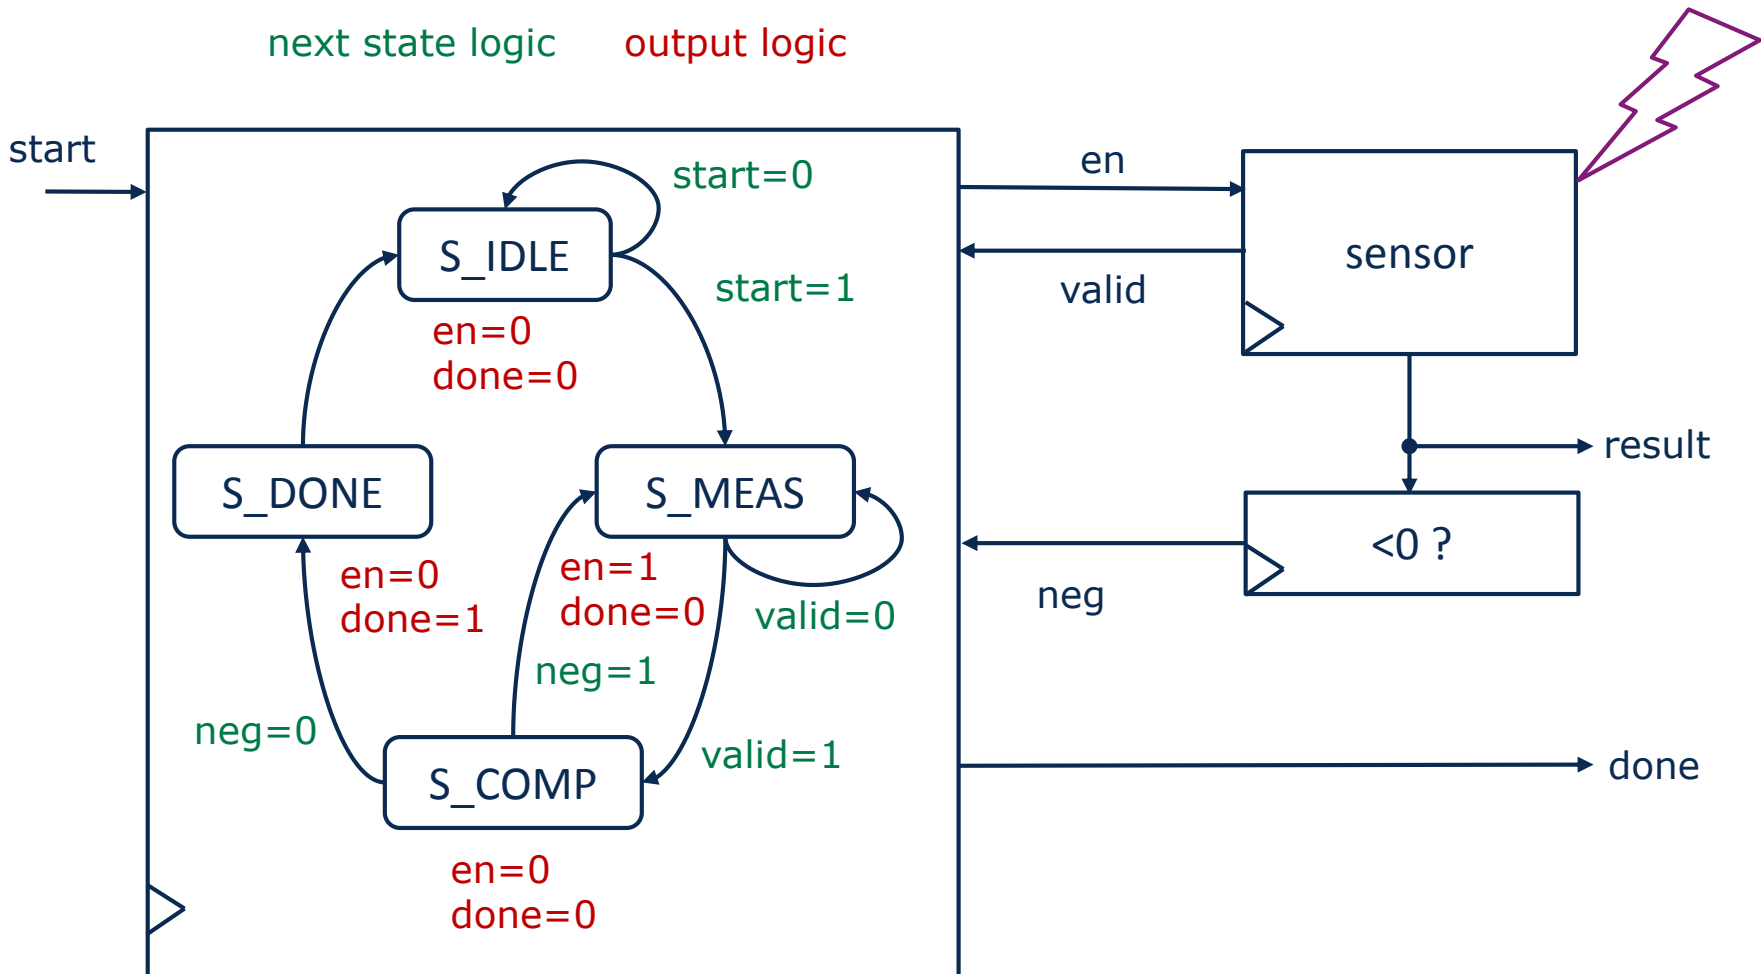 next state logic
output logic
start
start=0
en
S_IDLE
sensor
start=1
valid
en=0
done=0
result
S_DONE
S_MEAS
<0 ?
en=0
done=1
en=1
done=0
valid=0
neg
neg=1
neg=0
valid=1
done
S_COMP
en=0
done=0